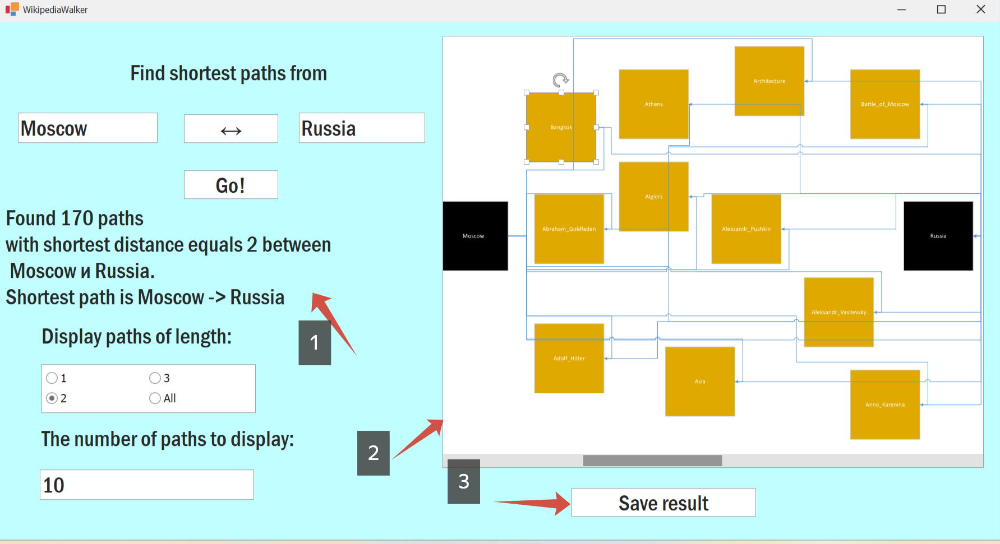 WikipediaWalker
Find shortest paths from
Moscow
↔
Russia
Go!
Found 170 paths
with shortest distance equals 2 between
Moscow и Russia.
Shortest path is Moscow -> Russia
1
Display paths of length:
1
3
2
All
The number of paths to display:
10
2
3
Save result
Architecture
Athens
Battle_of_Moscow
Bangkok
Algiers
Abraham_Goldfaden
Aleksandr_Pushkin
Moscow
Russia
Aleksandr_Vasilevsky
Adolf_Hitler
Asia
Anna_Karenina